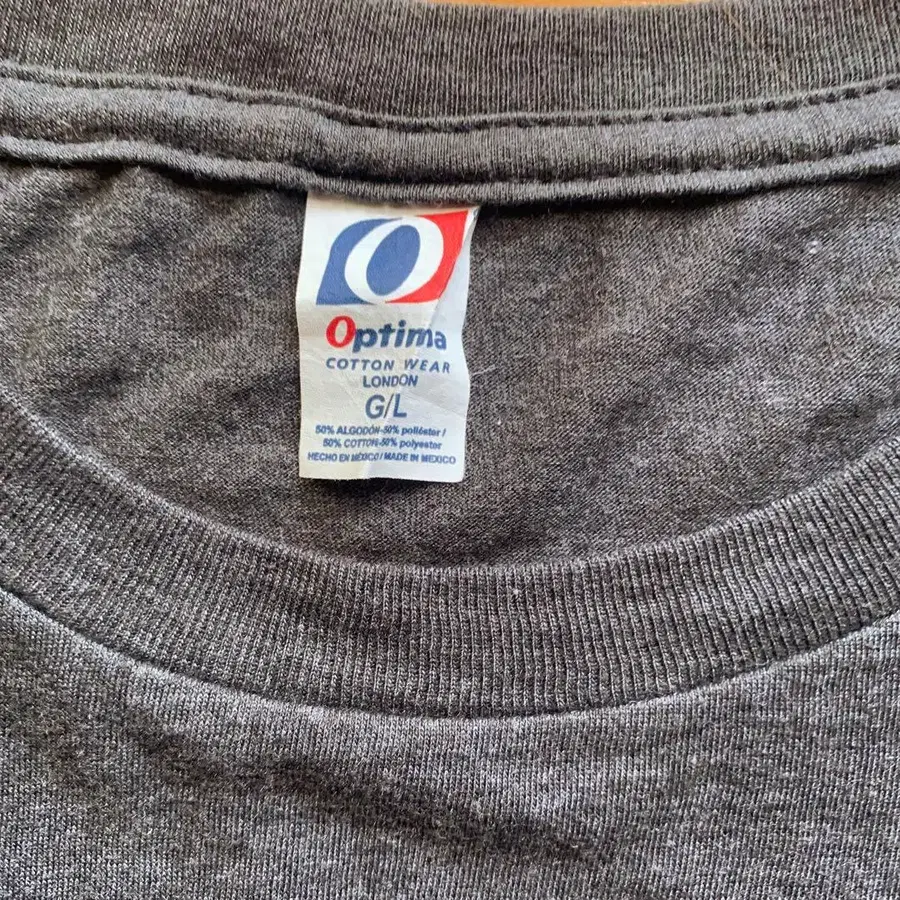 Optima
COTTON WEAR
LONDON
G/L
50% ALGODÓN-50% poliéster /
50% COTTON-50% polyester
HECHO EN MÉXICO / MADE IN MEXICO